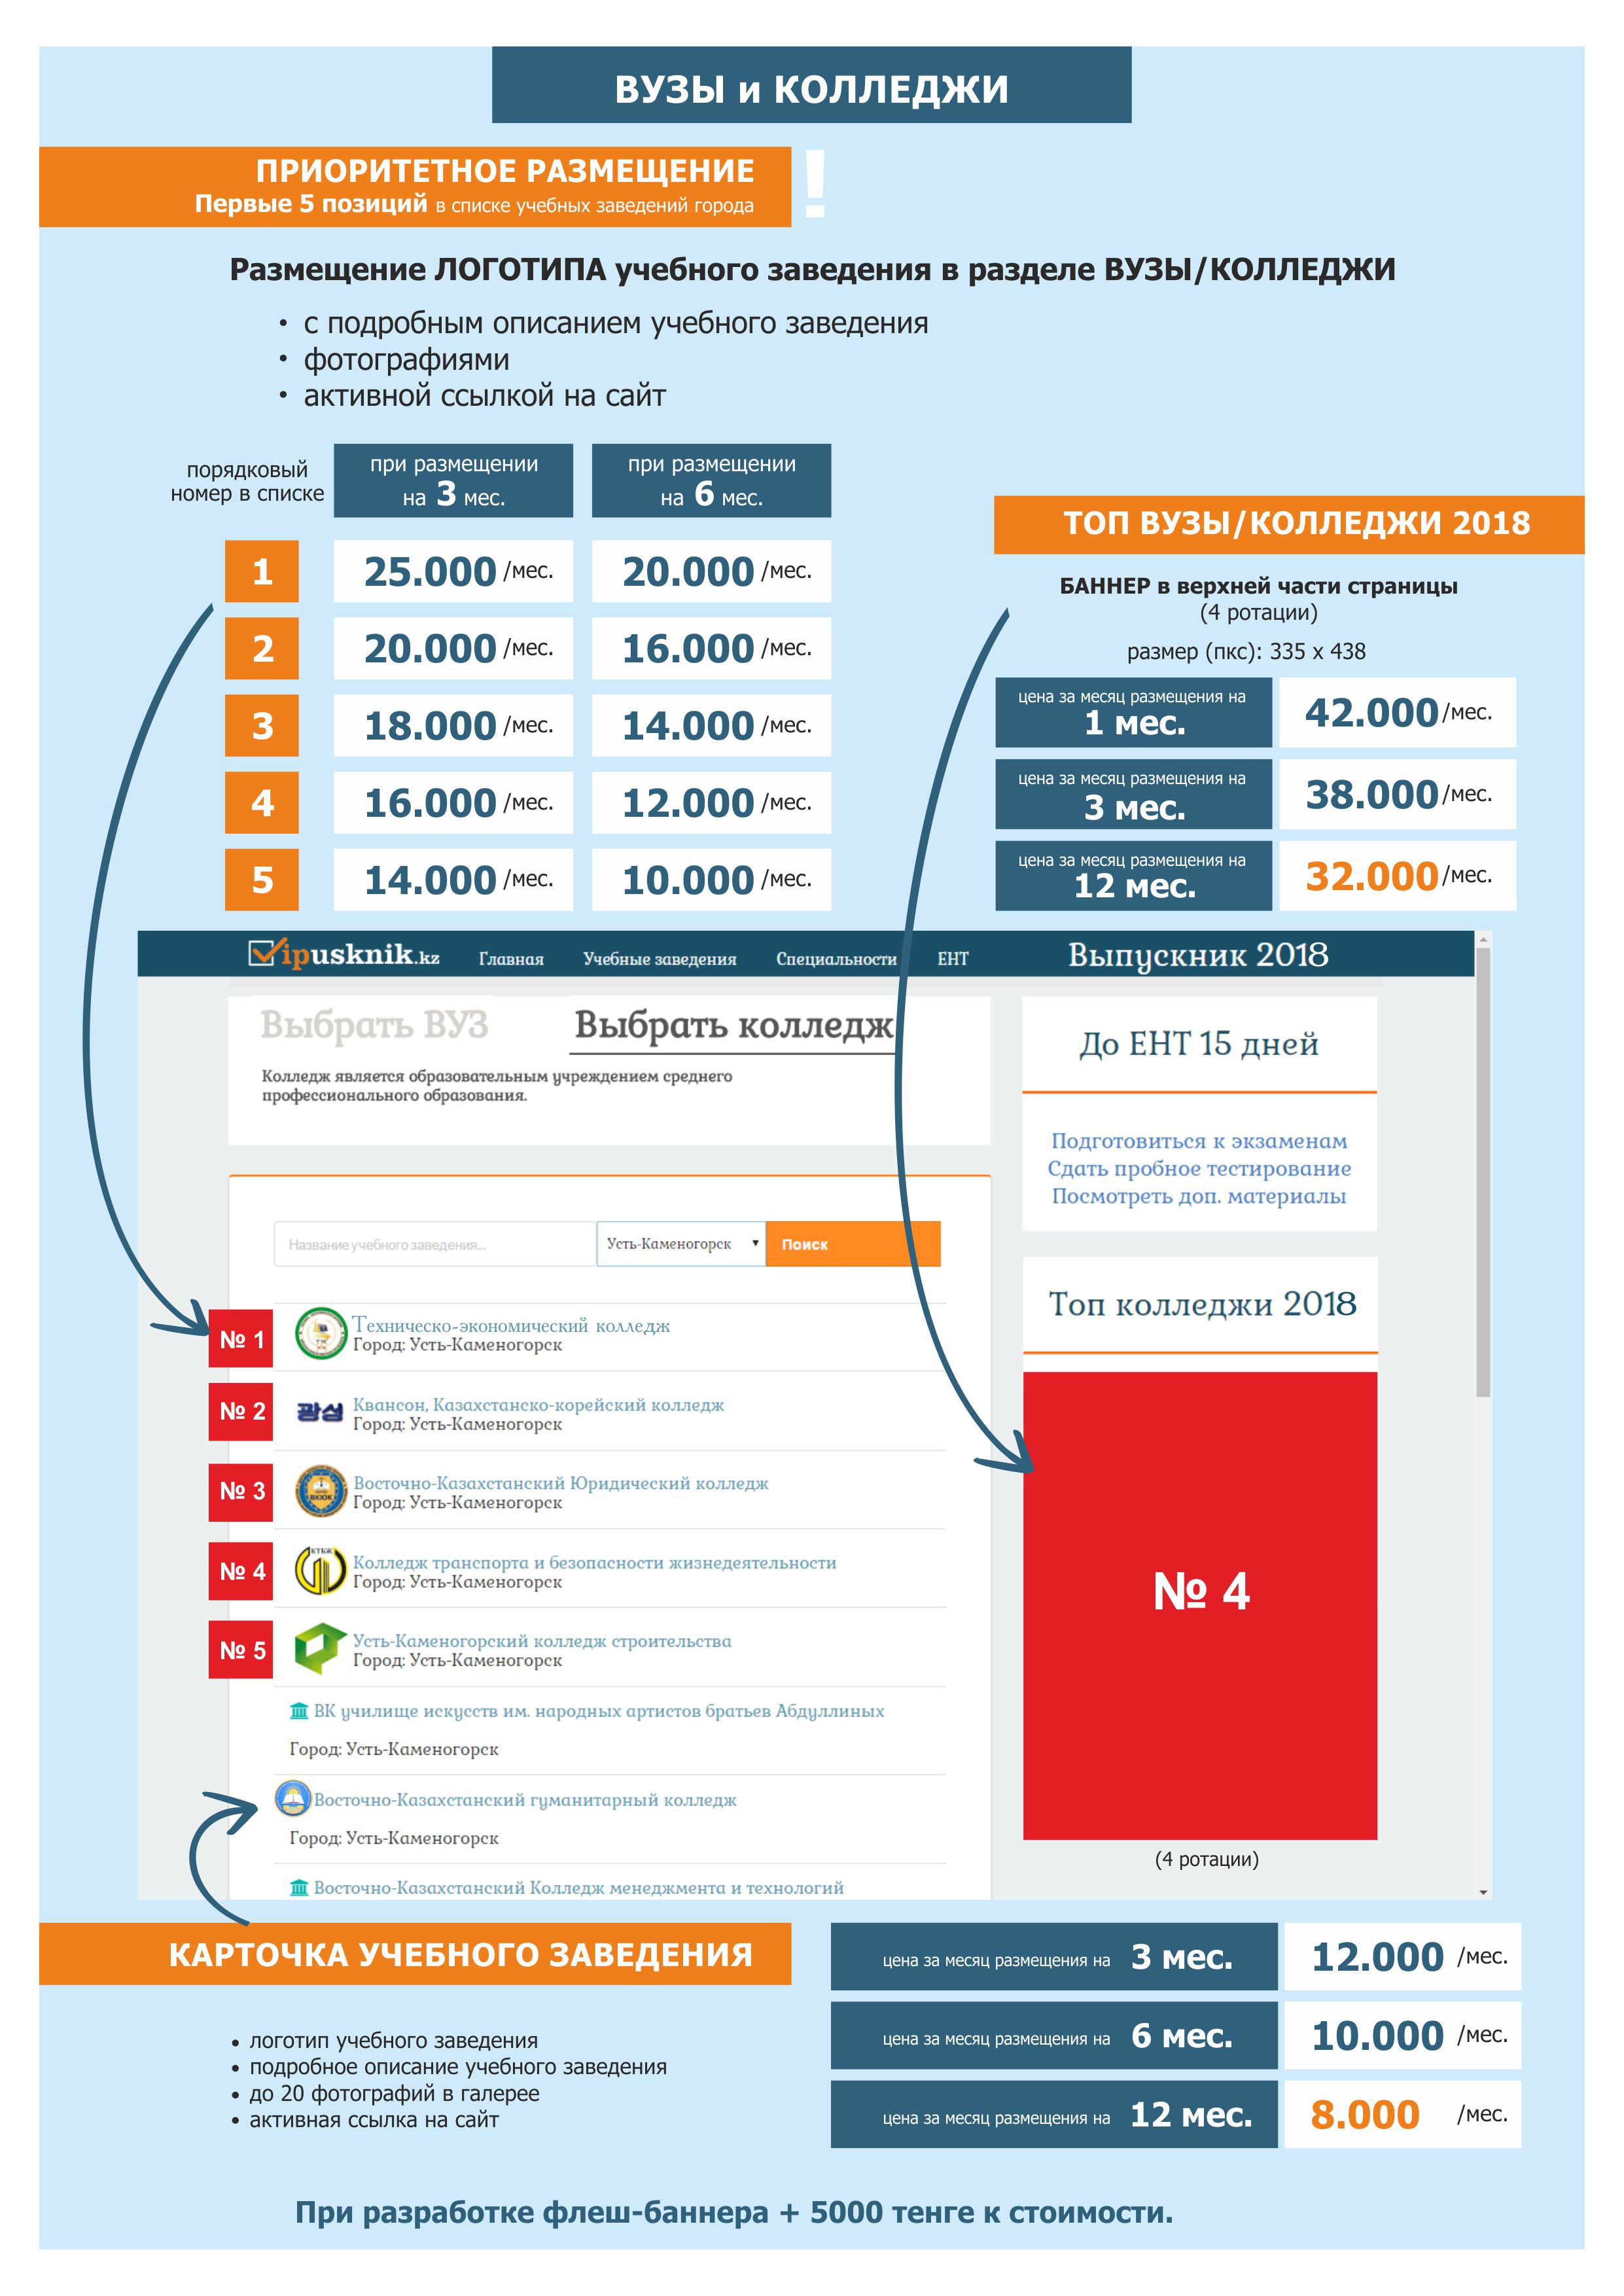 ВУЗЫ и КОЛЛЕДЖИ
ПРИОРИТЕТНОЕ РАЗМЕЩЕНИЕ
Первые 5 позиций в списке учебных заведений города
!
Размещение ЛОГОТИПА учебного заведения в разделе ВУЗЫ/КОЛЛЕДЖИ
• с подробным описанием учебного заведения
• фотографиями
• активной ссылкой на сайт
порядковый
номер в списке
при размещении
на 3 мес.
при размещении
на 6 мес.
1 25.000 /мес. 20.000 /мес.
2 20.000 /мес. 16.000 /мес.
3 18.000 /мес. 14.000 /мес.
4 16.000 /мес. 12.000 /мес.
5 14.000 /мес. 10.000 /мес.
ТОП ВУЗЫ/КОЛЛЕДЖИ 2018
БАННЕР в верхней части страницы
(4 ротации)
размер (пкс): 335 x 438
цена за месяц размещения на
1 мес.
42.000 /мес.
цена за месяц размещения на
3 мес.
38.000 /мес.
цена за месяц размещения на
12 мес.
32.000 /мес.
Vipusknik.kz Главная Учебные заведения Специальности ЕНТ Выпускник 2018
Выбрать ВУЗ Выбрать колледж
Колледж является образовательным учреждением среднего
профессионального образования.
До ЕНТ 15 дней
Подготовиться к экзаменам
Сдать пробное тестирование
Посмотреть доп. материалы
Название учебного заведения... Усть-Каменогорск Поиск
Топ колледжи 2018
№ 1
Техническо-экономический колледж
Город: Усть-Каменогорск
№ 2
광성
Квансон, Казахстанско-корейский колледж
Город: Усть-Каменогорск
№ 3
Восточно-Казахстанский Юридический колледж
Город: Усть-Каменогорск
№ 4
КТБЖ
Колледж транспорта и безопасности жизнедеятельности
Город: Усть-Каменогорск
№ 5
Усть-Каменогорский колледж строительства
Город: Усть-Каменогорск
ВК училище искусств им. народных артистов братьев Абдуллиных
Город: Усть-Каменогорск
Восточно-Казахстанский гуманитарный колледж
Город: Усть-Каменогорск
Восточно-Казахстанский Колледж менеджмента и технологий
№ 4
(4 ротации)
КАРТОЧКА УЧЕБНОГО ЗАВЕДЕНИЯ
• логотип учебного заведения
• подробное описание учебного заведения
• до 20 фотографий в галерее
• активная ссылка на сайт
цена за месяц размещения на 3 мес. 12.000 /мес.
цена за месяц размещения на 6 мес. 10.000 /мес.
цена за месяц размещения на 12 мес. 8.000 /мес.
При разработке флеш-баннера + 5000 тенге к стоимости.